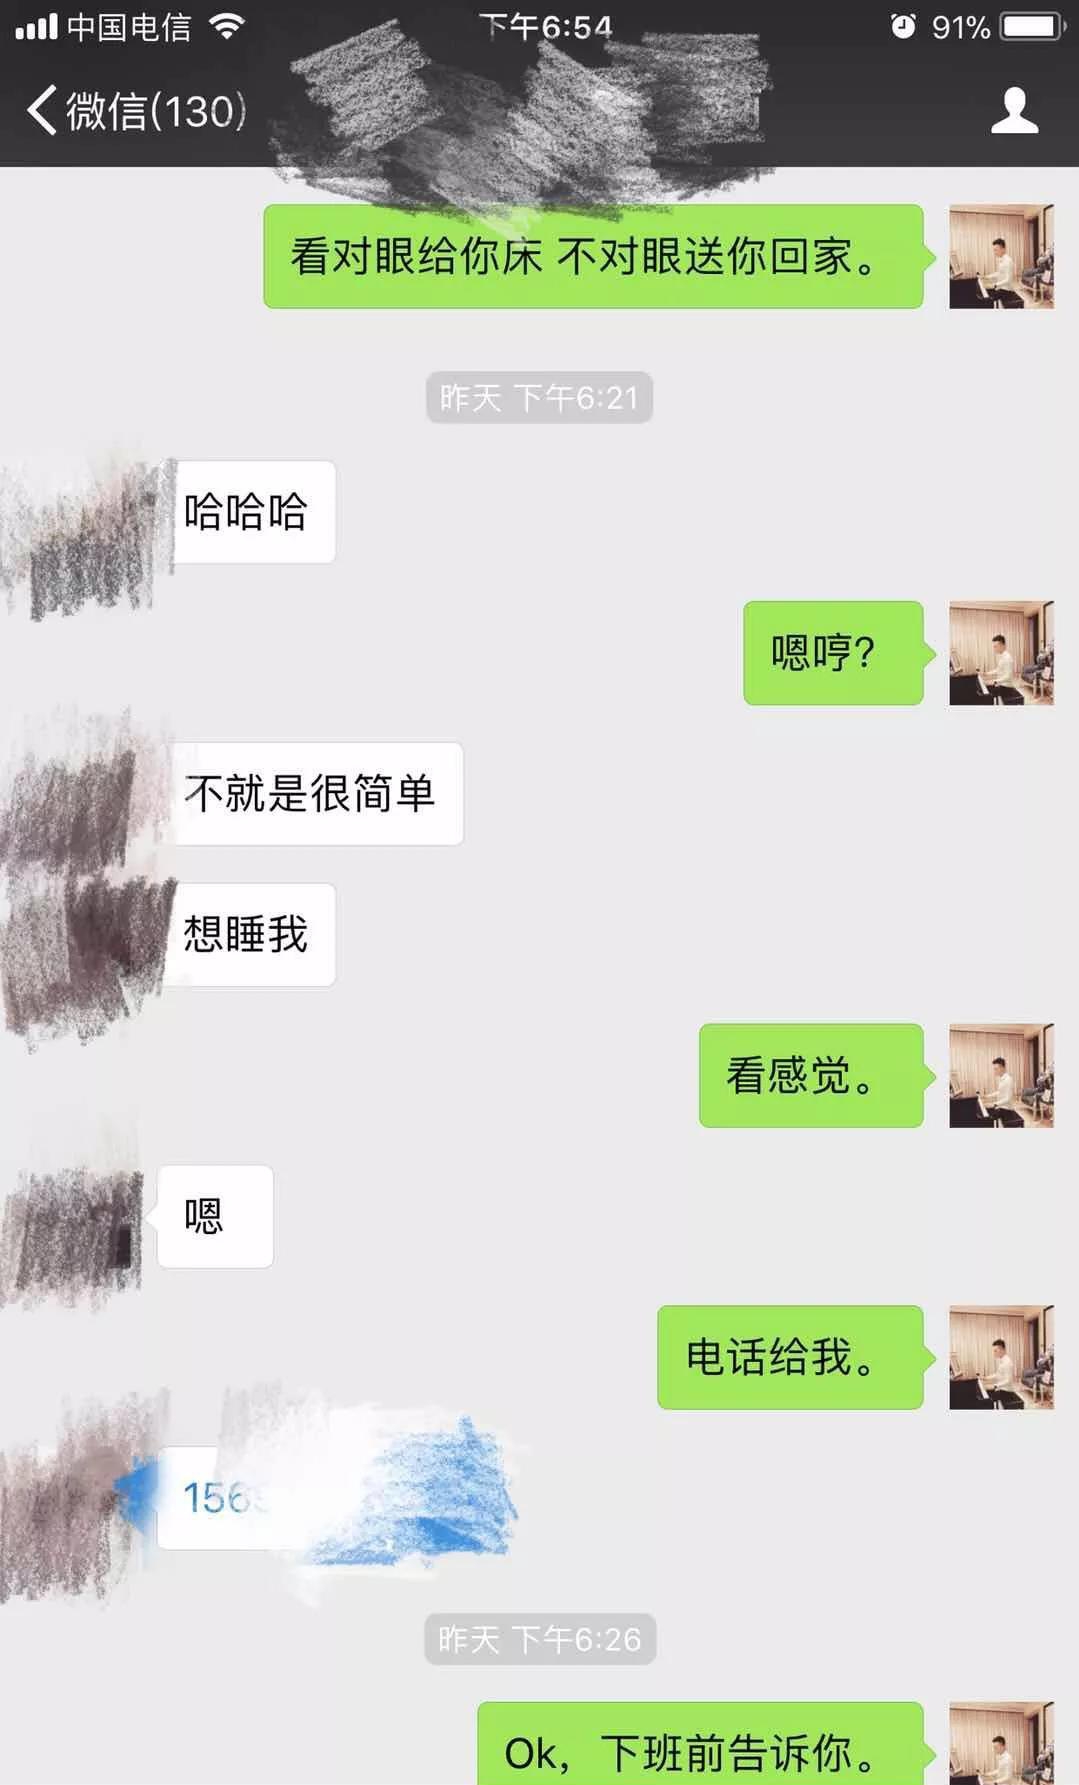 中国电信 下午6:54 91%
微信(130)
看对眼给你床 不对眼送你回家。
昨天 下午6:21
哈哈哈
嗯哼?
不就是很简单
想睡我
看感觉。
嗯
电话给我。
156
昨天 下午6:26
Ok，下班前告诉你。